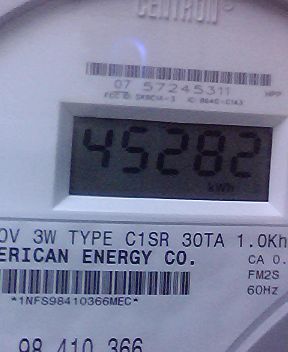 CENTRON®
07 57245311
HPP
45282
kWh
0V 3W TYPE C1SR 30TA 1.0Kh
ERICAN ENERGY CO.
CA 0.
FM2S
60Hz
*1NFS98410366MEC*
98 410 366